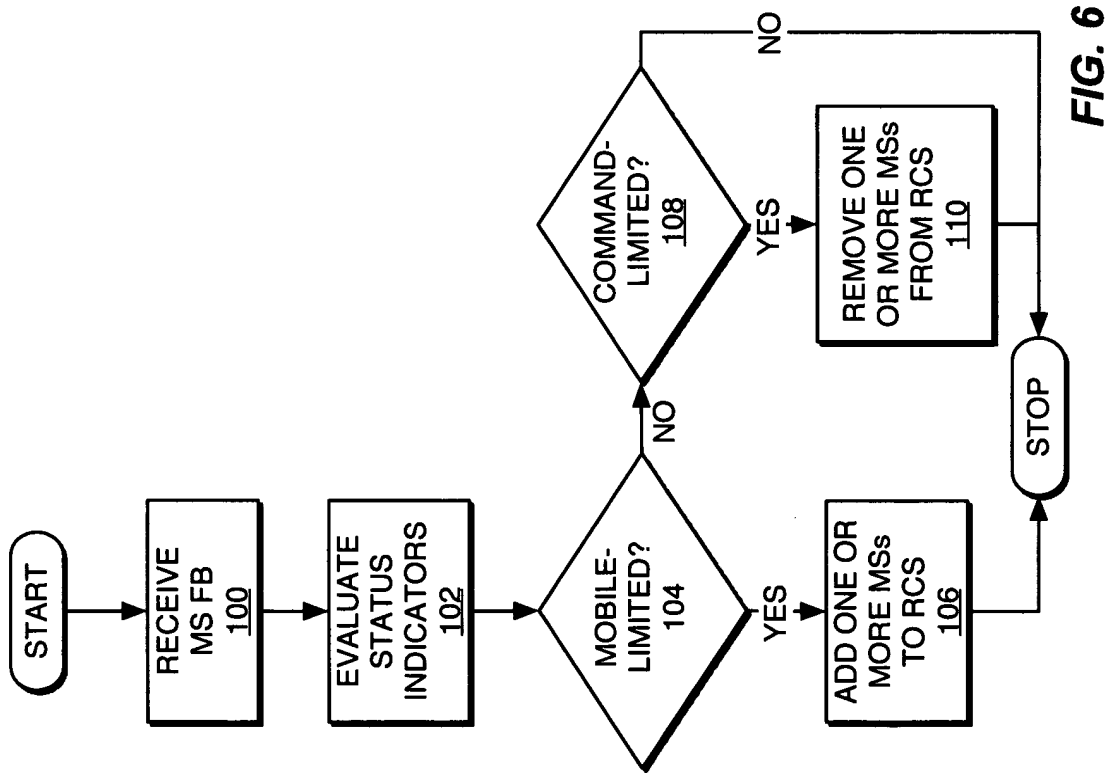 START
RECEIVE
MS FB
100
EVALUATE
STATUS
INDICATORS
102
MOBILE-
LIMITED?
104
NO
YES
ADD ONE OR
MORE MSs
TO RCS
106
COMMAND-
LIMITED?
108
NO
YES
REMOVE ONE
OR MORE MSs
FROM RCS
110
STOP
FIG. 6